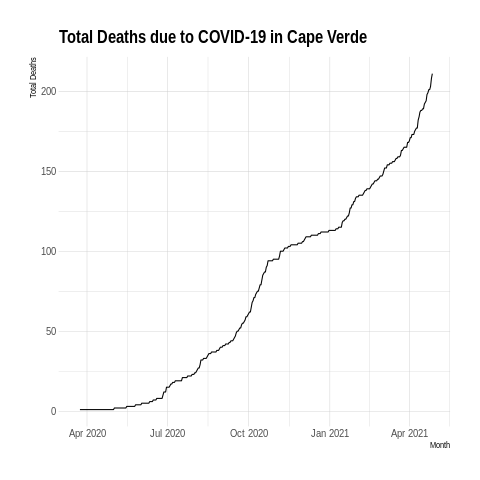 Total Deaths due to COVID-19 in Cape Verde
Total Deaths
200
150
100
50
0
Apr 2020 Jul 2020 Oct 2020 Jan 2021 Apr 2021
Month